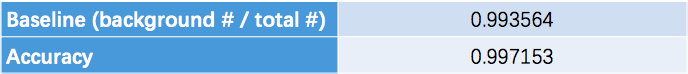 Baseline (background # / total #) 0.993564
Accuracy 0.997153